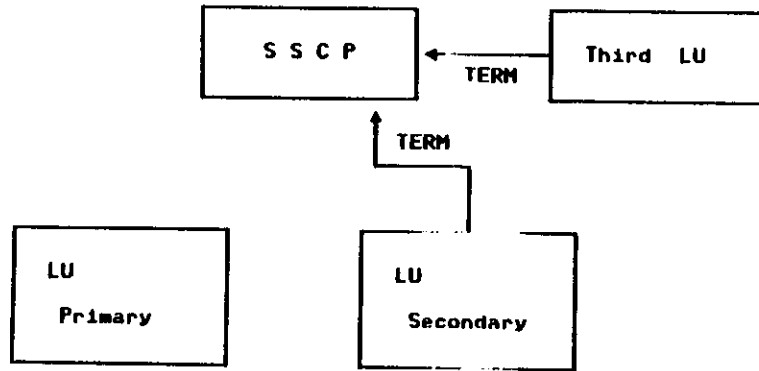 S S C P
Third LU
TERM
TERM
LU
Primary
LU
Secondary